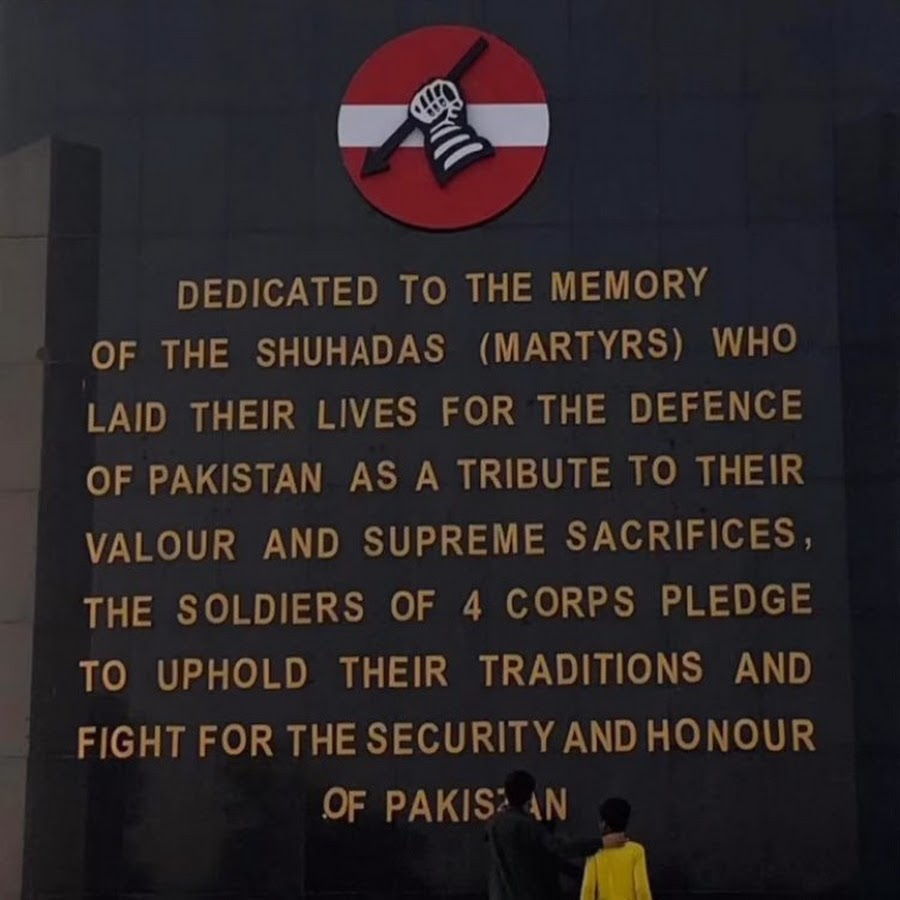 DEDICATED TO THE MEMORY
OF THE SHUHADAS (MARTYRS) WHO
LAID THEIR LIVES FOR THE DEFENCE
OF PAKISTAN AS A TRIBUTE TO THEIR
VALOUR AND SUPREME SACRIFICES,
THE SOLDIERS OF 4 CORPS PLEDGE
TO UPHOLD THEIR TRADITIONS AND
FIGHT FOR THE SECURITY AND HONOUR
OF PAKISTAN